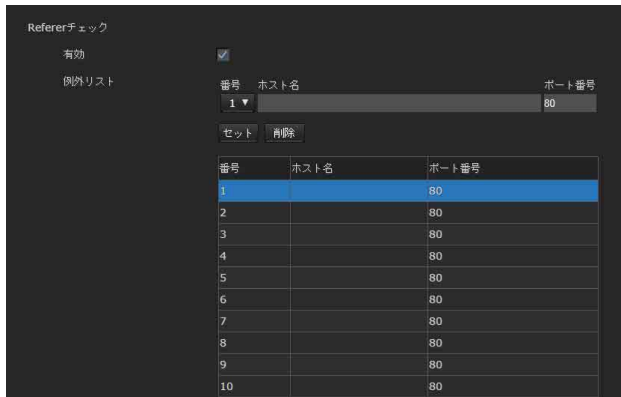 Refererチェック
有効
例外リスト
番号 ホスト名 ポート番号
1 ▼ 80
セット 削除
番号 ホスト名 ポート番号
1 80
2 80
3 80
4 80
5 80
6 80
7 80
8 80
9 80
10 80